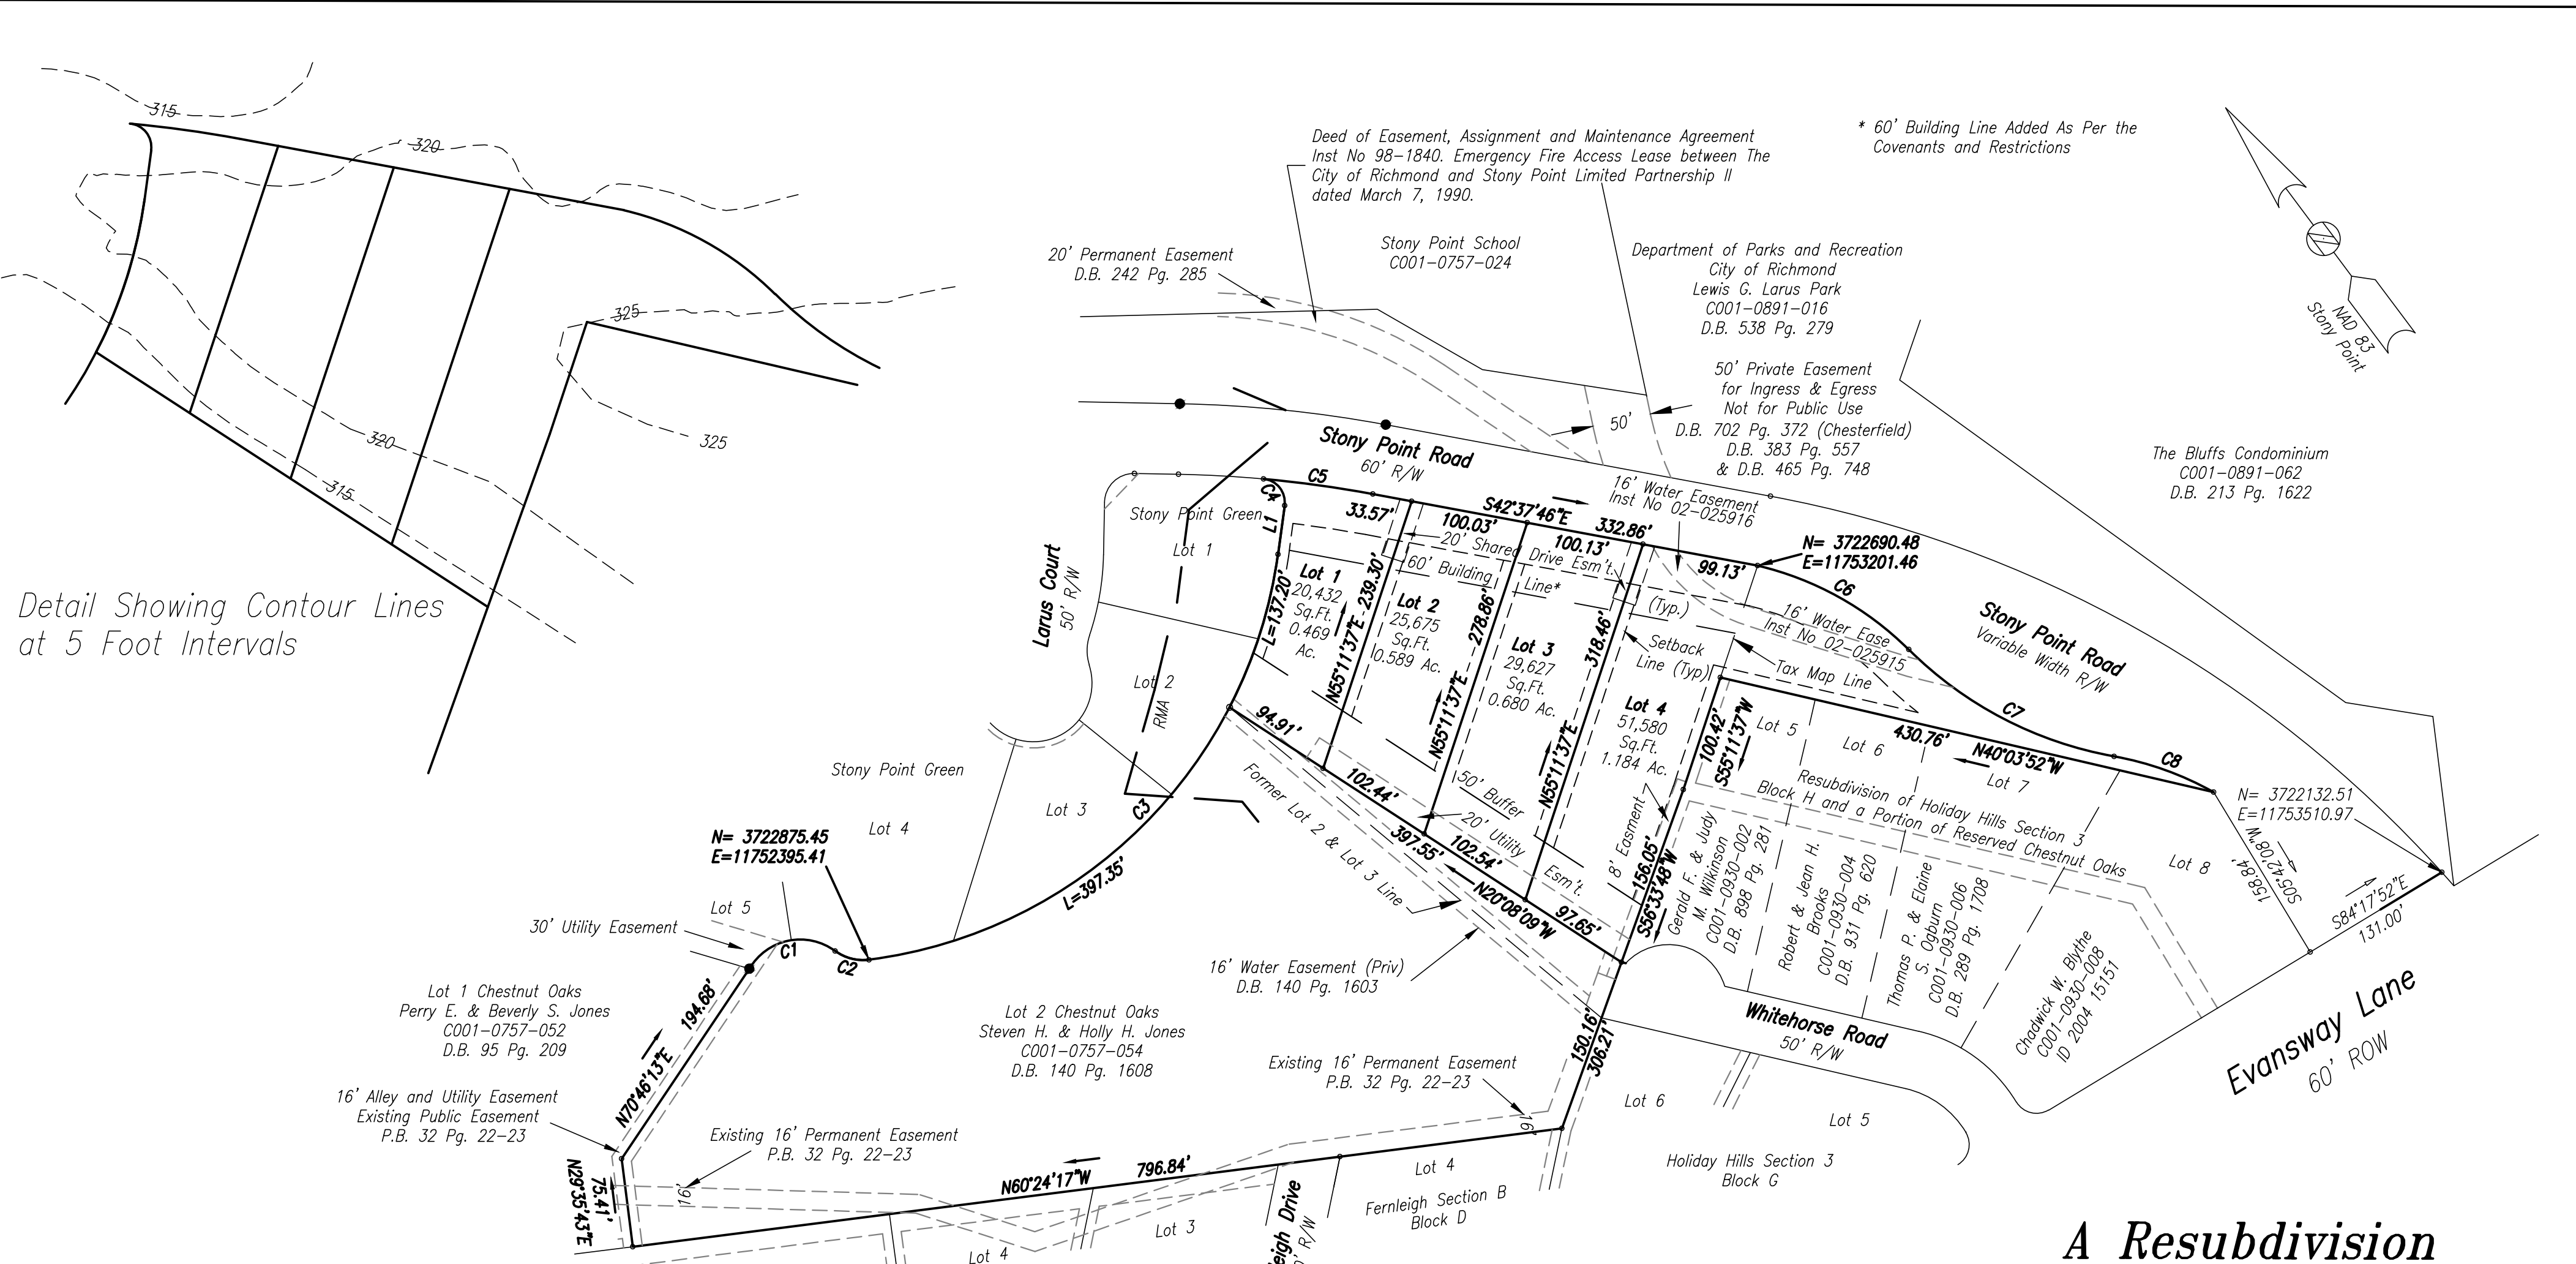 315
320
325
325
320
315
Detail Showing Contour Lines
at 5 Foot Intervals
Deed of Easement, Assignment and Maintenance Agreement
Inst No 98-1840. Emergency Fire Access Lease between The
City of Richmond and Stony Point Limited Partnership II
dated March 7, 1990.
* 60' Building Line Added As Per the
Covenants and Restrictions
NAD 83
Stony Point
20' Permanent Easement
D.B. 242 Pg. 285
Stony Point School
C001-0757-024
Department of Parks and Recreation
City of Richmond
Lewis G. Larus Park
C001-0891-016
D.B. 538 Pg. 279
50' Private Easement
for Ingress & Egress
Not for Public Use
D.B. 702 Pg. 372 (Chesterfield)
D.B. 383 Pg. 557
& D.B. 465 Pg. 748
50'
The Bluffs Condominium
C001-0891-062
D.B. 213 Pg. 1622
Stony Point Road
60' R/W
16' Water Easement
Inst No 02-025916
C4
C5
L1
33.57'
S42°37'46"E
332.86'
100.03'
100.13'
99.13'
N= 3722690.48
E=11753201.46
C6
Stony Point Road
Variable Width R/W
16' Water Ease
Inst No 02-025915
C7
C8
Stony Point Green
Lot 1
Larus Court
50' R/W
Lot 2
RMA
L=137.20'
Lot 1
20,432
Sq.Ft.
0.469
Ac.
N55°11'37"E
239.30'
20' Shared Drive Esm't.
(Typ.)
60' Building
Line*
Lot 2
25,675
Sq.Ft.
0.589 Ac.
N55°11'37"E
278.86'
Lot 3
29,627
Sq.Ft.
0.680 Ac.
N55°11'37"E
318.46'
Setback
Line (Typ)
Tax Map Line
Lot 4
51,580
Sq.Ft.
1.184 Ac.
100.42'
S55°11'37"W
Lot 5
Lot 6
430.76'
N40°03'52"W
Lot 7
Resubdivision of Holiday Hills Section 3
Block H and a Portion of Reserved Chestnut Oaks
Lot 8
N= 3722132.51
E=11753510.97
S05°42'08"W
158.84'
S84°17'52"E
131.00'
94.91'
102.44'
397.55'
102.54'
N20°08'09"W
97.65'
50' Buffer
20' Utility
Esm't.
8' Easment
156.05'
S56°33'48"W
Former Lot 2 & Lot 3 Line
Gerald F. & Judy
M. Wilkinson
C001-0930-002
D.B. 898 Pg. 281
Robert & Jean H.
Brooks
C001-0930-004
D.B. 931 Pg. 620
Thomas P. & Elaine
S. Ogburn
C001-0930-006
D.B. 289 Pg. 1708
Chadwick W. Blythe
C001-0930-008
ID 2004 15151
Stony Point Green
Lot 4
Lot 3
C3
L=397.35'
N= 3722875.45
E=11752395.41
Lot 5
30' Utility Easement
C1
C2
194.68'
N70°46'13"E
Lot 1 Chestnut Oaks
Perry E. & Beverly S. Jones
C001-0757-052
D.B. 95 Pg. 209
Lot 2 Chestnut Oaks
Steven H. & Holly H. Jones
C001-0757-054
D.B. 140 Pg. 1608
16' Water Easement (Priv)
D.B. 140 Pg. 1603
Existing 16' Permanent Easement
P.B. 32 Pg. 22-23
16'
150.16'
306.21'
Whitehorse Road
50' R/W
Evansway Lane
60' ROW
16' Alley and Utility Easement
Existing Public Easement
P.B. 32 Pg. 22-23
Existing 16' Permanent Easement
P.B. 32 Pg. 22-23
16'
N29°35'43"E
75.41'
N60°24'17"W
796.84'
Lot 4
Lot 3
Lot 4
Fernleigh Section B
Block D
eigh Drive
R/W
Lot 6
Lot 5
Holiday Hills Section 3
Block G
A Resubdivision